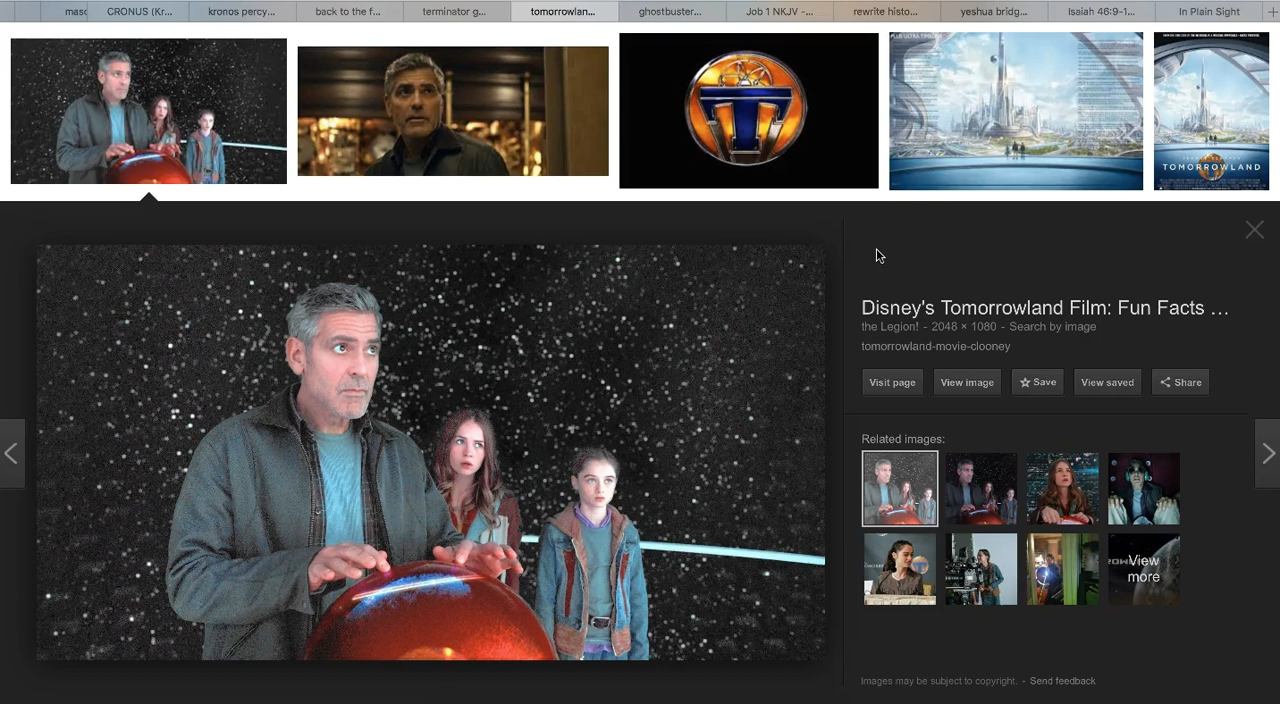 masc
CRONUS (Kr...
kronos percy...
back to the f...
terminator g...
tomorrowlan...
ghostbuster...
Job 1 NKJV -...
rewrite histo...
yeshua bridg...
Isaiah 46:9-1...
In Plain Sight
TOMORROWLAND
Disney's Tomorrowland Film: Fun Facts ...
the Legion! - 2048 × 1080 - Search by image
tomorrowland-movie-clooney
Visit page
View image
Save
View saved
Share
Related images:
View
more
Images may be subject to copyright. - Send feedback